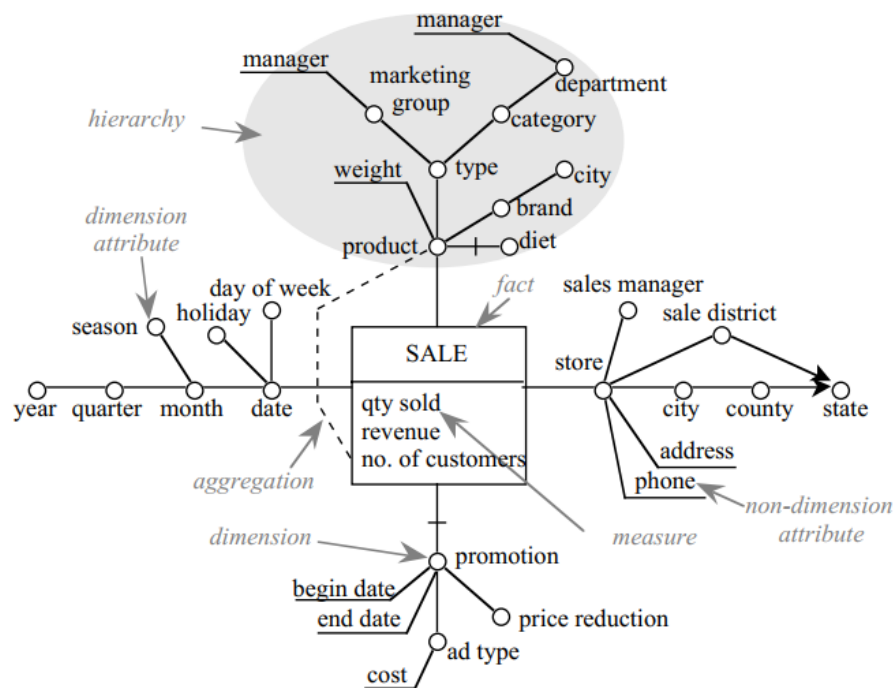 manager
manager
marketing
group
department
hierarchy
category
type
weight
city
brand
dimension
attribute
product
diet
fact
day of week
sales manager
holiday
sale district
season
SALE
store
year
quarter
month
date
qty sold
revenue
no. of customers
city
county
state
address
aggregation
phone
non-dimension
attribute
dimension
measure
promotion
begin date
end date
price reduction
ad type
cost